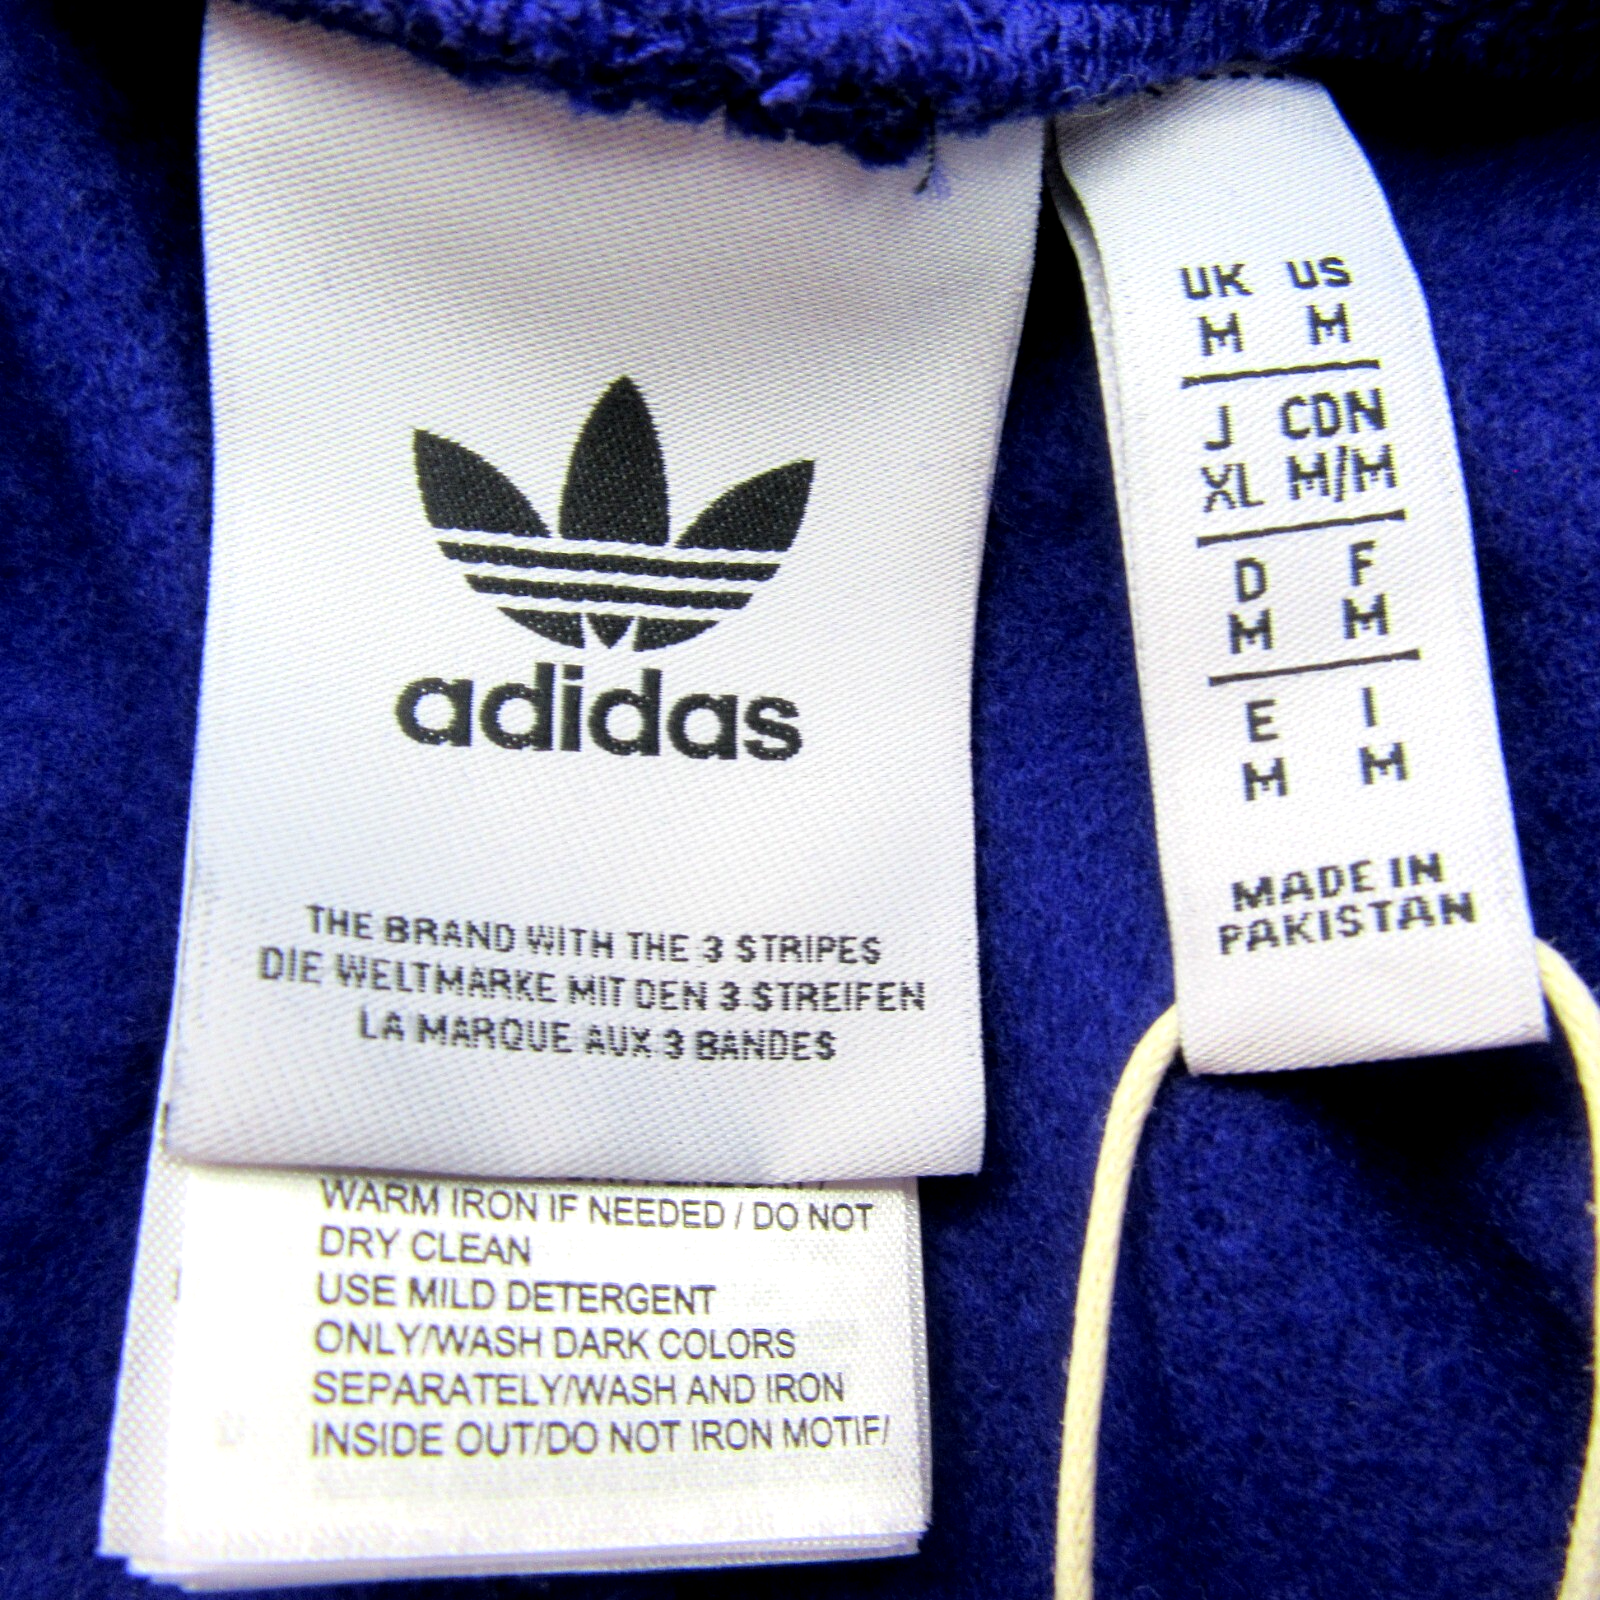 adidas
THE BRAND WITH THE 3 STRIPES
DIE WELTMARKE MIT DEN 3 STREIFEN
LA MARQUE AUX 3 BANDES
WARM IRON IF NEEDED / DO NOT
DRY CLEAN
USE MILD DETERGENT
ONLY/WASH DARK COLORS
SEPARATELY/WASH AND IRON
INSIDE OUT/DO NOT IRON MOTIF/
UK US
M M
J CDN
XL M/M
D F
M M
E I
M M
MADE IN
PAKISTAN